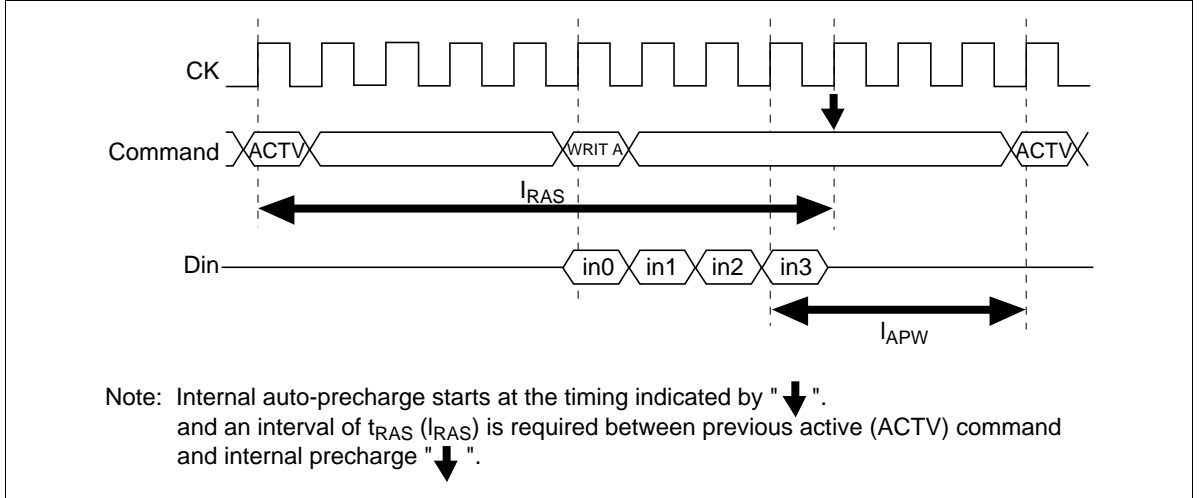 CK
Command ACTV WRIT A ACTV
lRAS
Din in0 in1 in2 in3
lAPW
Note: Internal auto-precharge starts at the timing indicated by " ".
and an interval of tRAS (lRAS) is required between previous active (ACTV) command
and internal precharge " ".